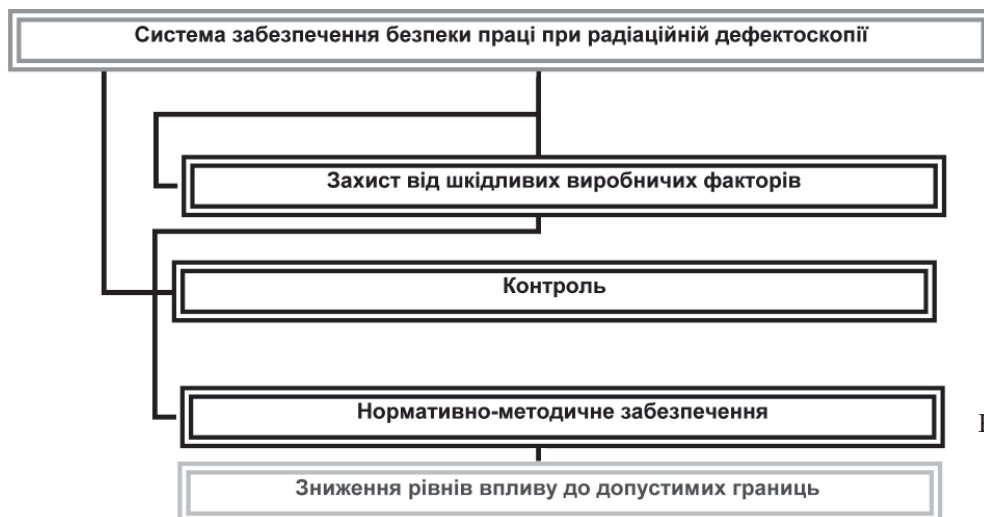 Система забезпечення безпеки праці при радіаційній дефектоскопії
Захист від шкідливих виробничих факторів
Контроль
Нормативно-методичне забезпечення
Зниження рівнів впливу до допустимих границь